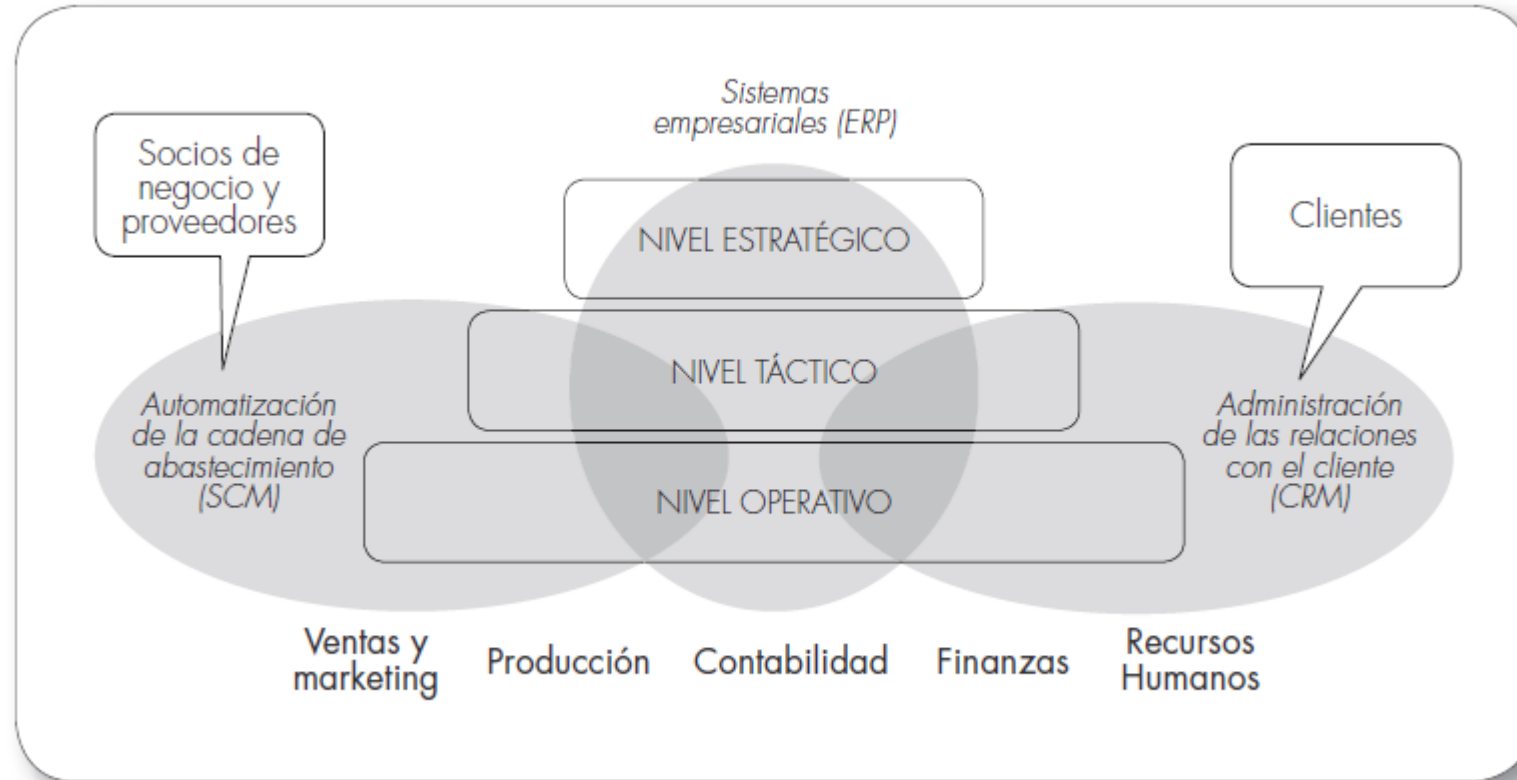 Sistemas
empresariales (ERP)
Socios de
negocio y
proveedores
Clientes
NIVEL ESTRATÉGICO
NIVEL TÁCTICO
Automatización
de la cadena de
abastecimiento
(SCM)
Administración
de las relaciones
con el cliente
(CRM)
NIVEL OPERATIVO
Ventas y
marketing
Producción
Contabilidad
Finanzas
Recursos
Humanos